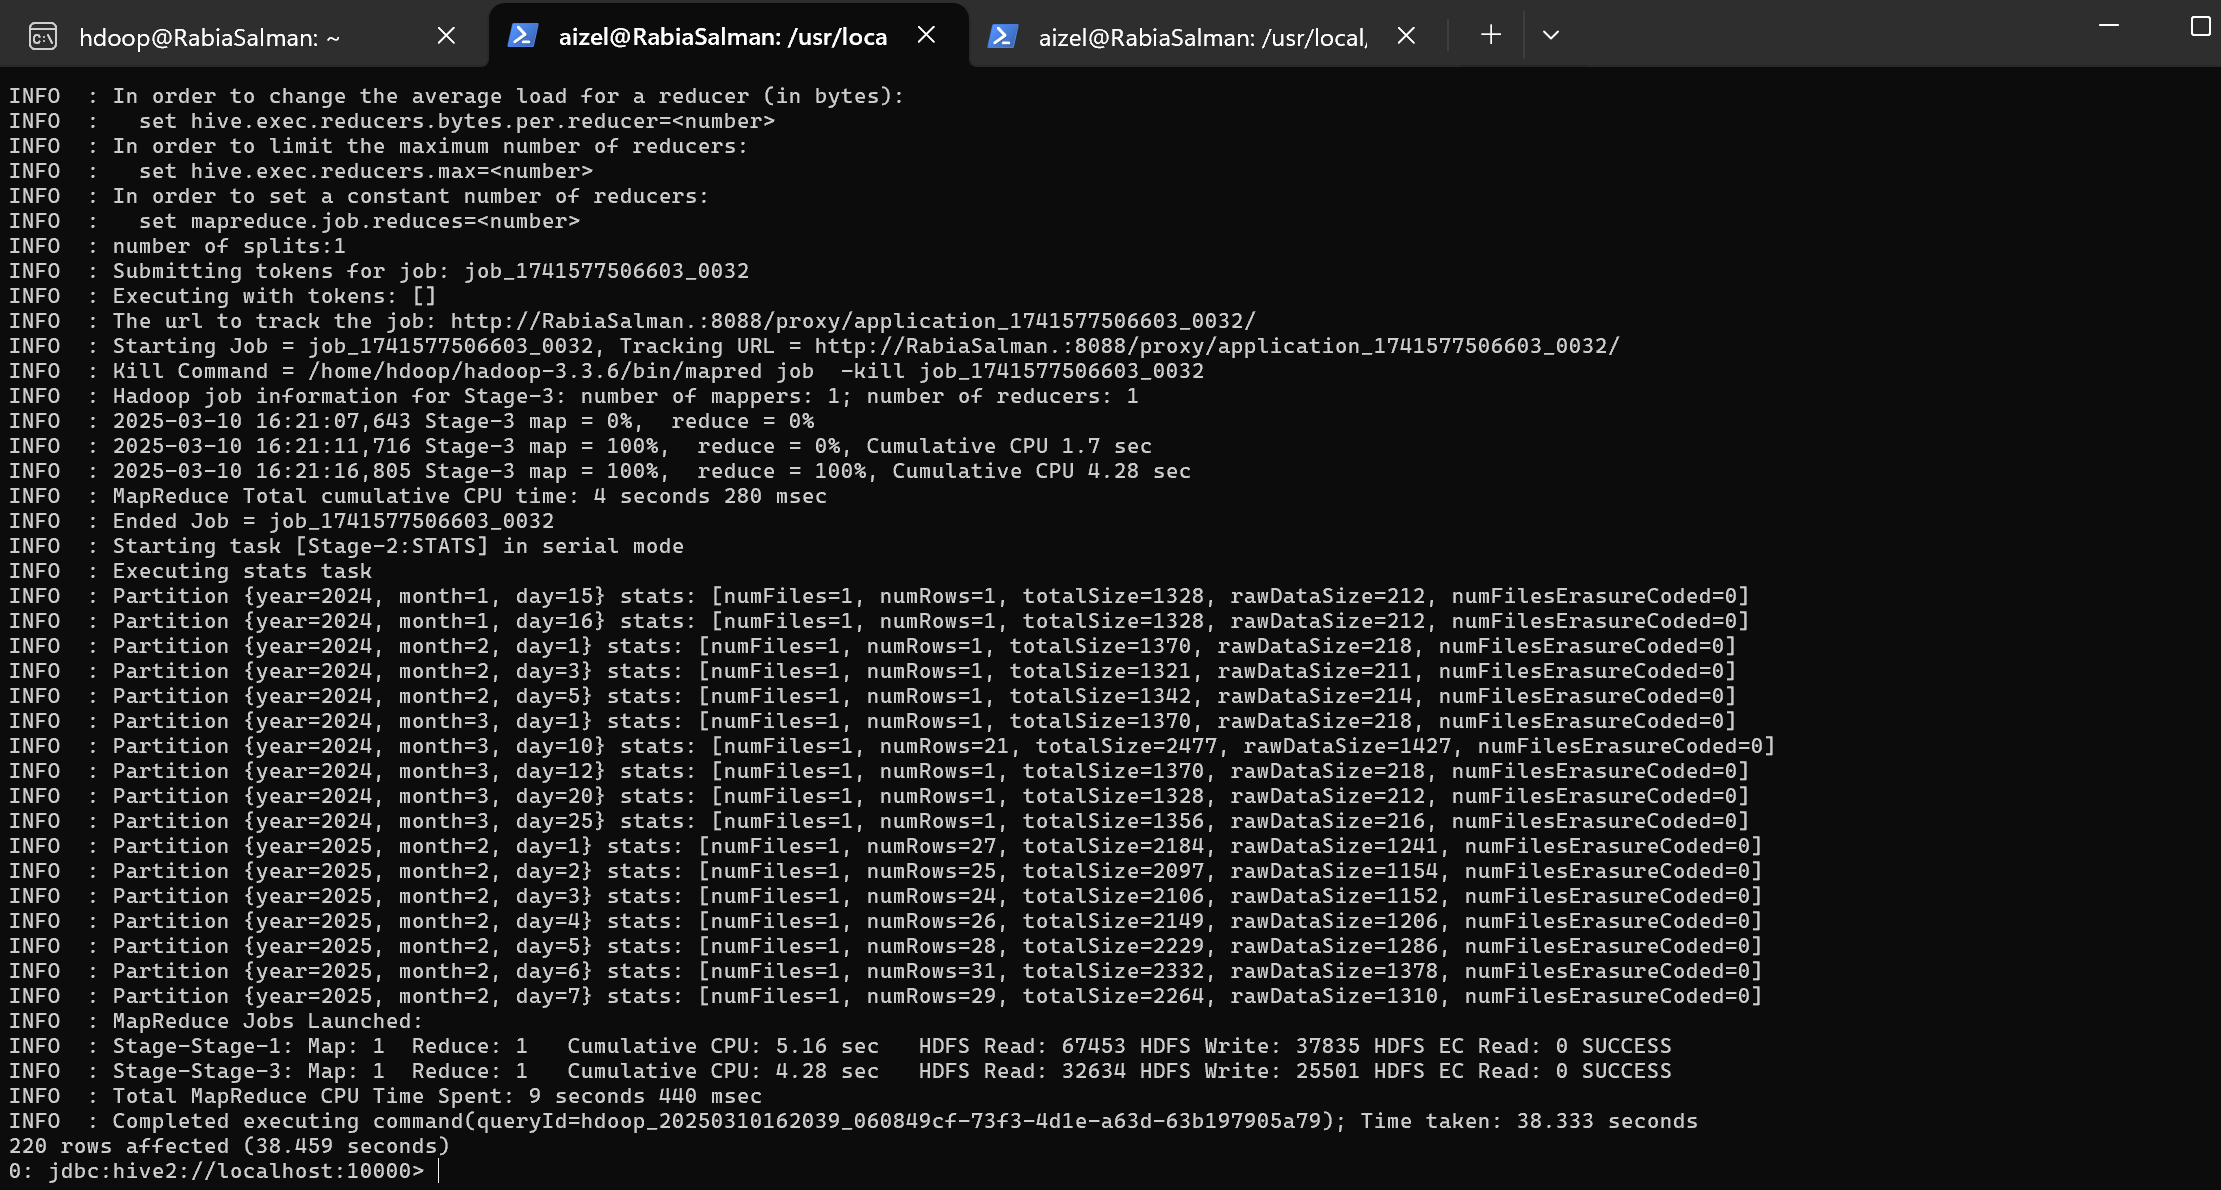 hdoop@RabiaSalman: ~
aizel@RabiaSalman: /usr/loca
aizel@RabiaSalman: /usr/local/
INFO  : In order to change the average load for a reducer (in bytes):
INFO  :   set hive.exec.reducers.bytes.per.reducer=<number>
INFO  : In order to limit the maximum number of reducers:
INFO  :   set hive.exec.reducers.max=<number>
INFO  : In order to set a constant number of reducers:
INFO  :   set mapreduce.job.reduces=<number>
INFO  : number of splits:1
INFO  : Submitting tokens for job: job_1741577506603_0032
INFO  : Executing with tokens: []
INFO  : The url to track the job: http://RabiaSalman.:8088/proxy/application_1741577506603_0032/
INFO  : Starting Job = job_1741577506603_0032, Tracking URL = http://RabiaSalman.:8088/proxy/application_1741577506603_0032/
INFO  : Kill Command = /home/hdoop/hadoop-3.3.6/bin/mapred job  -kill job_1741577506603_0032
INFO  : Hadoop job information for Stage-3: number of mappers: 1; number of reducers: 1
INFO  : 2025-03-10 16:21:07,643 Stage-3 map = 0%,  reduce = 0%
INFO  : 2025-03-10 16:21:11,716 Stage-3 map = 100%,  reduce = 0%, Cumulative CPU 1.7 sec
INFO  : 2025-03-10 16:21:16,805 Stage-3 map = 100%,  reduce = 100%, Cumulative CPU 4.28 sec
INFO  : MapReduce Total cumulative CPU time: 4 seconds 280 msec
INFO  : Ended Job = job_1741577506603_0032
INFO  : Starting task [Stage-2:STATS] in serial mode
INFO  : Executing stats task
INFO  : Partition {year=2024, month=1, day=15} stats: [numFiles=1, numRows=1, totalSize=1328, rawDataSize=212, numFilesErasureCoded=0]
INFO  : Partition {year=2024, month=1, day=16} stats: [numFiles=1, numRows=1, totalSize=1328, rawDataSize=212, numFilesErasureCoded=0]
INFO  : Partition {year=2024, month=2, day=1} stats: [numFiles=1, numRows=1, totalSize=1370, rawDataSize=218, numFilesErasureCoded=0]
INFO  : Partition {year=2024, month=2, day=3} stats: [numFiles=1, numRows=1, totalSize=1321, rawDataSize=211, numFilesErasureCoded=0]
INFO  : Partition {year=2024, month=2, day=5} stats: [numFiles=1, numRows=1, totalSize=1342, rawDataSize=214, numFilesErasureCoded=0]
INFO  : Partition {year=2024, month=3, day=1} stats: [numFiles=1, numRows=1, totalSize=1370, rawDataSize=218, numFilesErasureCoded=0]
INFO  : Partition {year=2024, month=3, day=10} stats: [numFiles=1, numRows=21, totalSize=2477, rawDataSize=1427, numFilesErasureCoded=0]
INFO  : Partition {year=2024, month=3, day=12} stats: [numFiles=1, numRows=1, totalSize=1370, rawDataSize=218, numFilesErasureCoded=0]
INFO  : Partition {year=2024, month=3, day=20} stats: [numFiles=1, numRows=1, totalSize=1328, rawDataSize=212, numFilesErasureCoded=0]
INFO  : Partition {year=2024, month=3, day=25} stats: [numFiles=1, numRows=1, totalSize=1356, rawDataSize=216, numFilesErasureCoded=0]
INFO  : Partition {year=2025, month=2, day=1} stats: [numFiles=1, numRows=27, totalSize=2184, rawDataSize=1241, numFilesErasureCoded=0]
INFO  : Partition {year=2025, month=2, day=2} stats: [numFiles=1, numRows=25, totalSize=2097, rawDataSize=1154, numFilesErasureCoded=0]
INFO  : Partition {year=2025, month=2, day=3} stats: [numFiles=1, numRows=24, totalSize=2106, rawDataSize=1152, numFilesErasureCoded=0]
INFO  : Partition {year=2025, month=2, day=4} stats: [numFiles=1, numRows=26, totalSize=2149, rawDataSize=1206, numFilesErasureCoded=0]
INFO  : Partition {year=2025, month=2, day=5} stats: [numFiles=1, numRows=28, totalSize=2229, rawDataSize=1286, numFilesErasureCoded=0]
INFO  : Partition {year=2025, month=2, day=6} stats: [numFiles=1, numRows=31, totalSize=2332, rawDataSize=1378, numFilesErasureCoded=0]
INFO  : Partition {year=2025, month=2, day=7} stats: [numFiles=1, numRows=29, totalSize=2264, rawDataSize=1310, numFilesErasureCoded=0]
INFO  : MapReduce Jobs Launched:
INFO  : Stage-Stage-1: Map: 1  Reduce: 1   Cumulative CPU: 5.16 sec   HDFS Read: 67453 HDFS Write: 37835 HDFS EC Read: 0 SUCCESS
INFO  : Stage-Stage-3: Map: 1  Reduce: 1   Cumulative CPU: 4.28 sec   HDFS Read: 32634 HDFS Write: 25501 HDFS EC Read: 0 SUCCESS
INFO  : Total MapReduce CPU Time Spent: 9 seconds 440 msec
INFO  : Completed executing command(queryId=hdoop_20250310162039_060849cf-73f3-4d1e-a63d-63b197905a79); Time taken: 38.333 seconds
220 rows affected (38.459 seconds)
0: jdbc:hive2://localhost:10000>